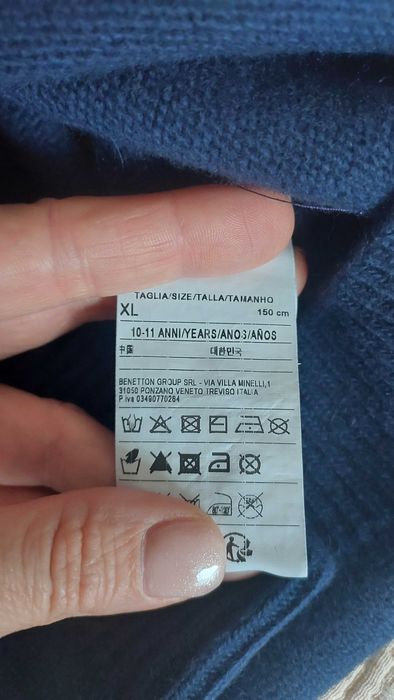 TAGLIA/SIZE/TALLA/TAMANHO
XL 150 cm
10-11 ANNI/YEARS/ANOS/AÑOS
中国 대한민국
BENETTON GROUP SRL - VIA VILLA MINELLI,1
31050 PONZANO VENETO TREVISO ITALIA
P.iva 03490770264